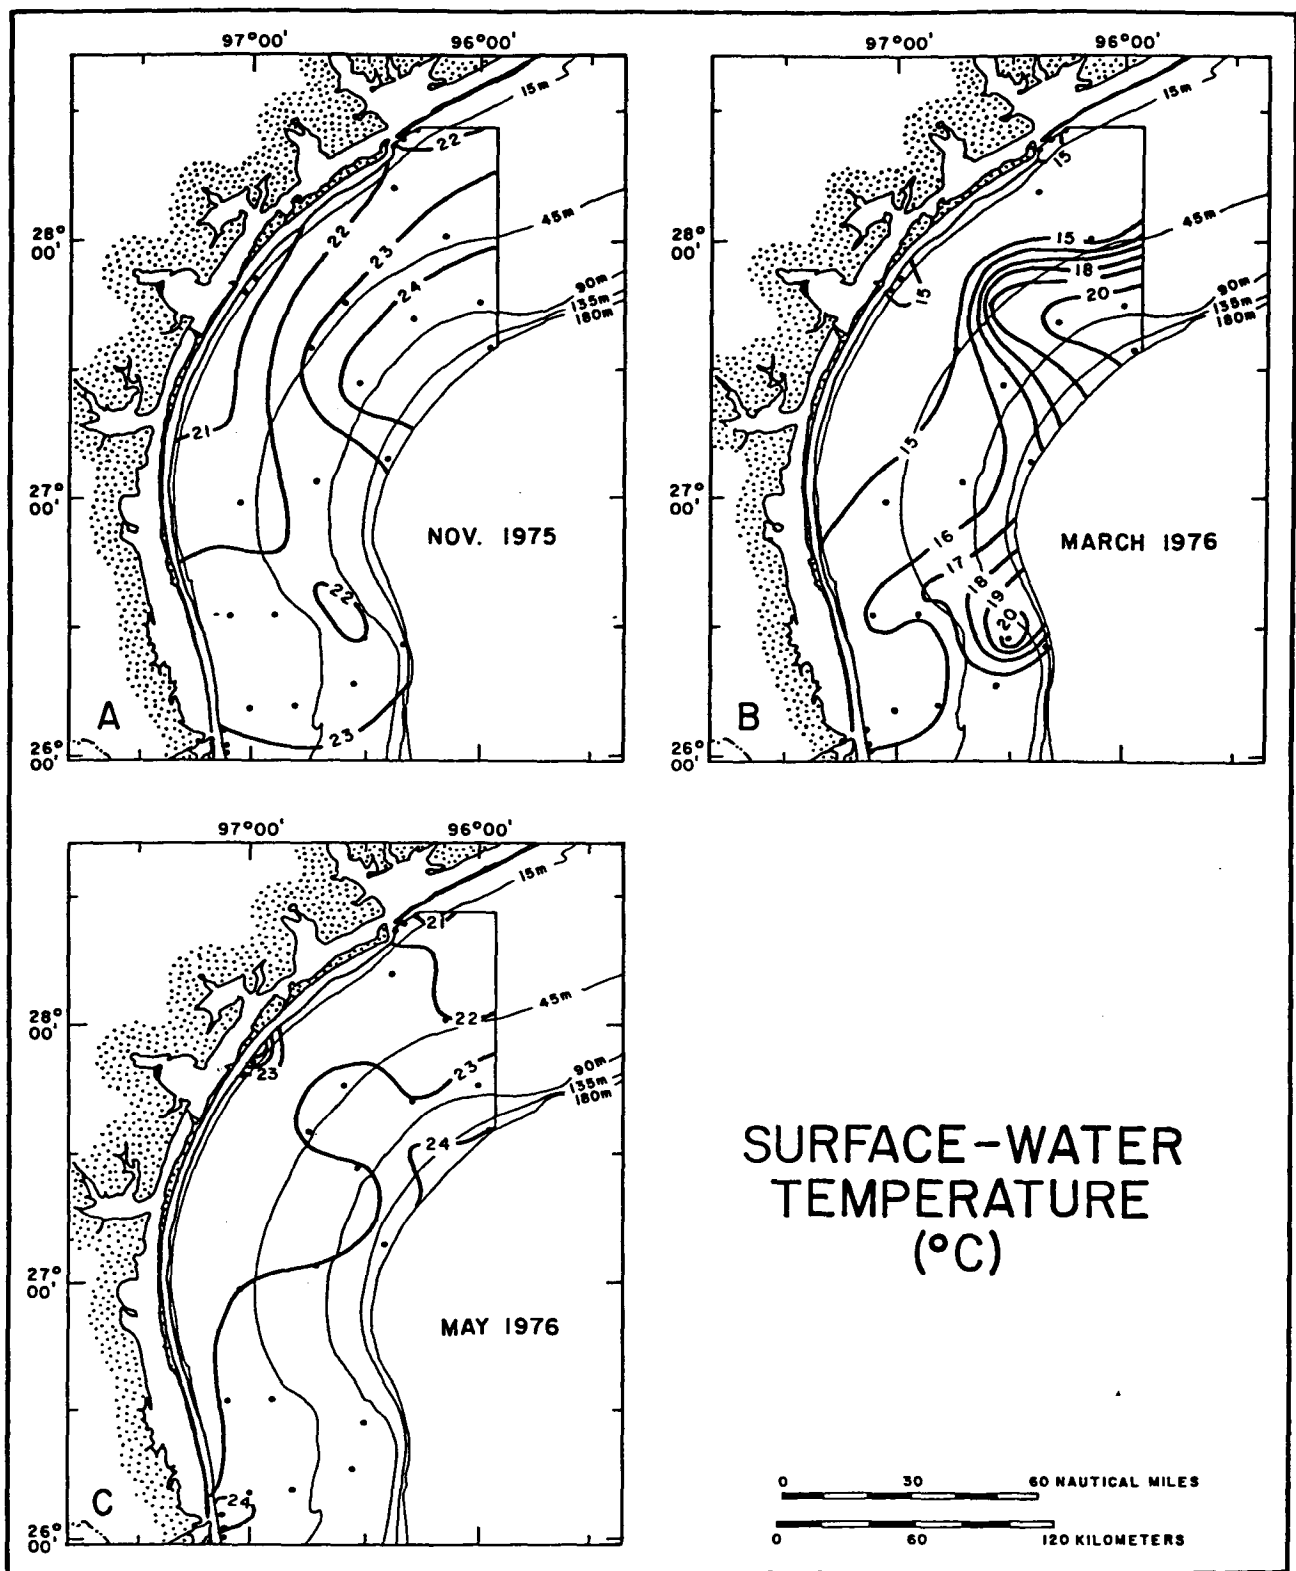 97°00' 96°00'
15m
22
45m
22
23
28°
00'
24
90m
135m
180m
21
27°
00'
NOV. 1975
22
A
23
26°
00'
97°00' 96°00'
15m
15
45m
15
28°
00'
18
15
20
90m
135m
180m
15
27°
00'
16
MARCH 1976
17
18
19
20
B
26°
00'
97°00' 96°00'
15m
21
45m
22
28°
00'
23
23
90m
135m
180m
24
27°
00'
MAY 1976
C
24
26°
00'
SURFACE-WATER
TEMPERATURE
(°C)
0 30 60 NAUTICAL MILES
0 60 120 KILOMETERS